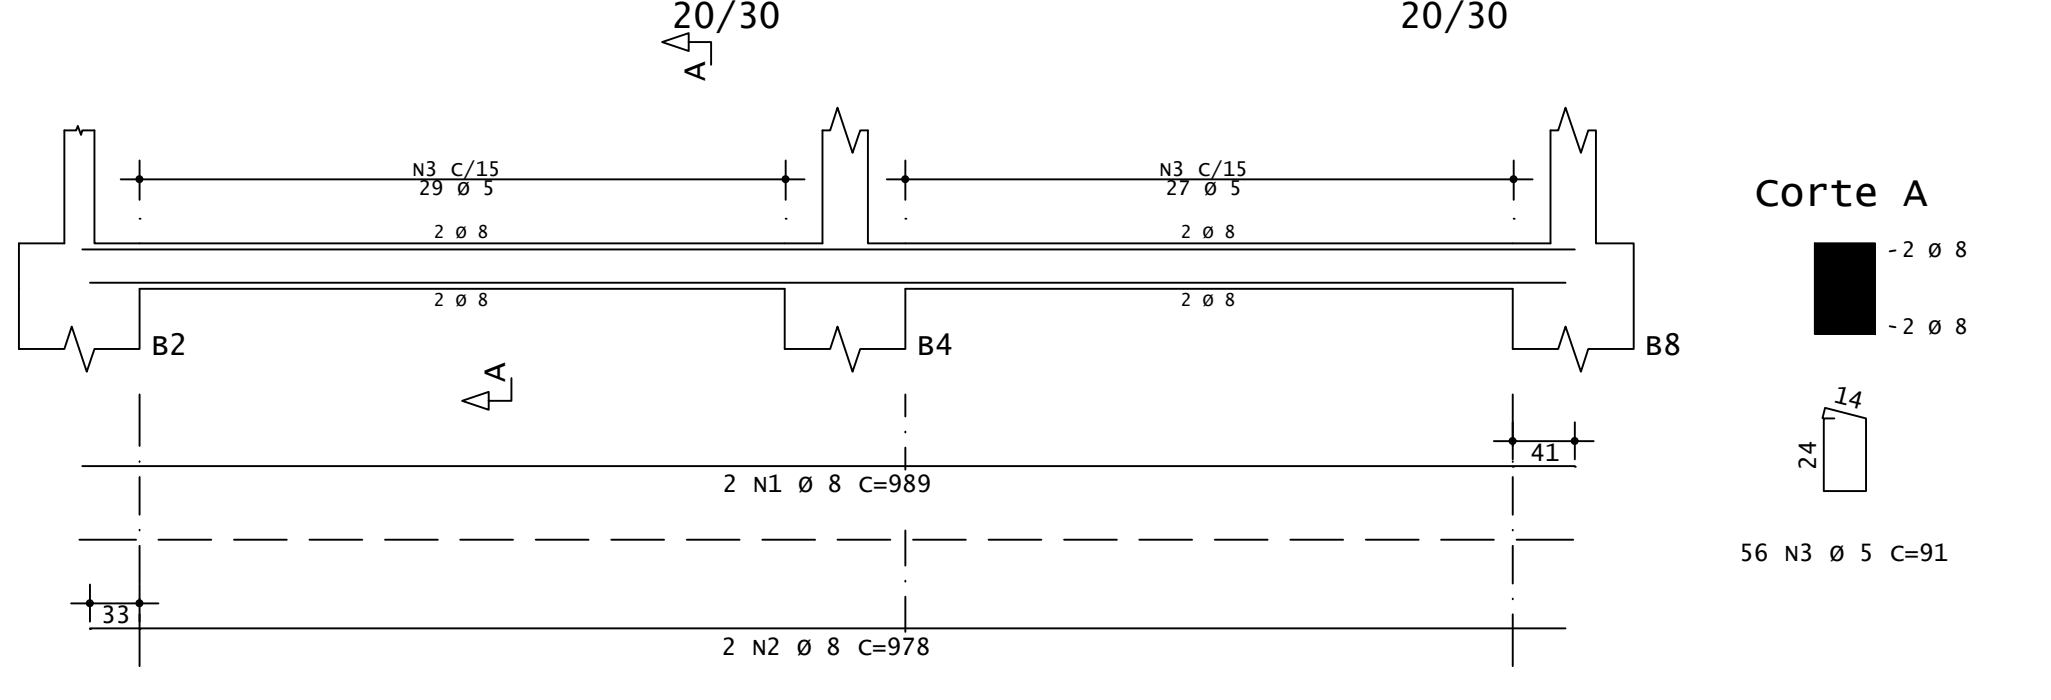 20/30
20/30
A
N3 C/15
29 Ø 5
N3 C/15
27 Ø 5
Corte A
2 Ø 8
2 Ø 8
-2 Ø 8
2 Ø 8
2 Ø 8
-2 Ø 8
B2
B4
B8
A
14
24
41
2 N1 Ø 8 C=989
56 N3 Ø 5 C=91
33
2 N2 Ø 8 C=978